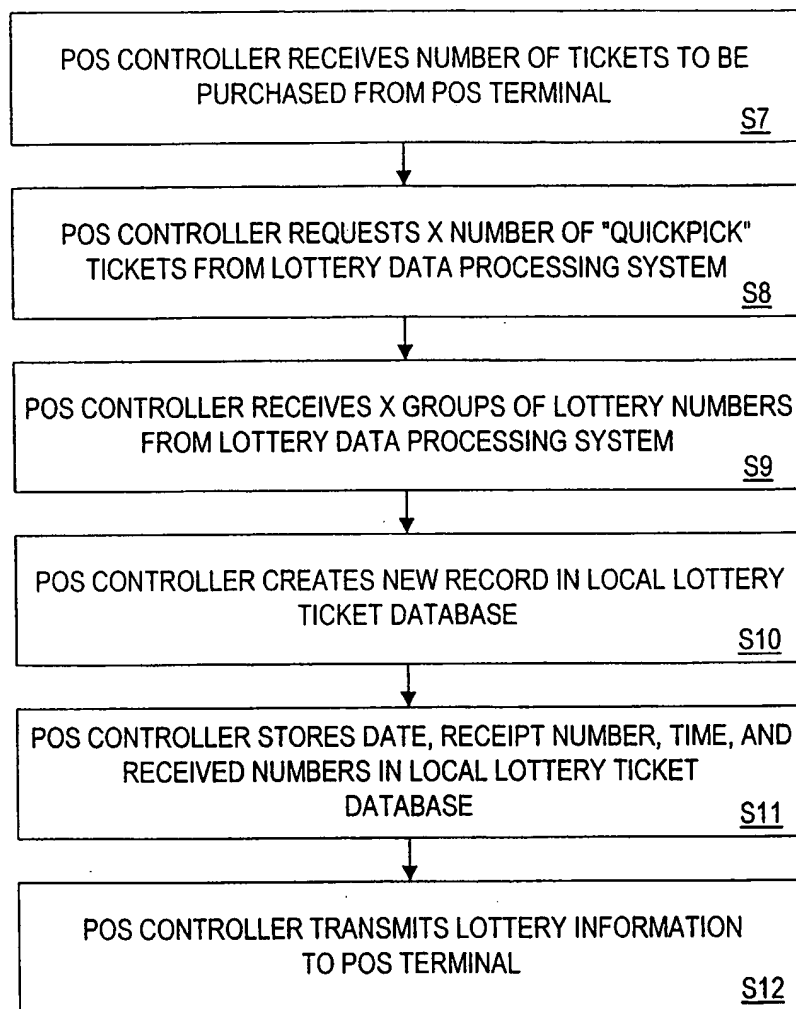 POS CONTROLLER RECEIVES NUMBER OF TICKETS TO BE
PURCHASED FROM POS TERMINAL
S7
POS CONTROLLER REQUESTS X NUMBER OF "QUICKPICK"
TICKETS FROM LOTTERY DATA PROCESSING SYSTEM
S8
POS CONTROLLER RECEIVES X GROUPS OF LOTTERY NUMBERS
FROM LOTTERY DATA PROCESSING SYSTEM
S9
POS CONTROLLER CREATES NEW RECORD IN LOCAL LOTTERY
TICKET DATABASE
S10
POS CONTROLLER STORES DATE, RECEIPT NUMBER, TIME, AND
RECEIVED NUMBERS IN LOCAL LOTTERY TICKET
DATABASE
S11
POS CONTROLLER TRANSMITS LOTTERY INFORMATION
TO POS TERMINAL
S12